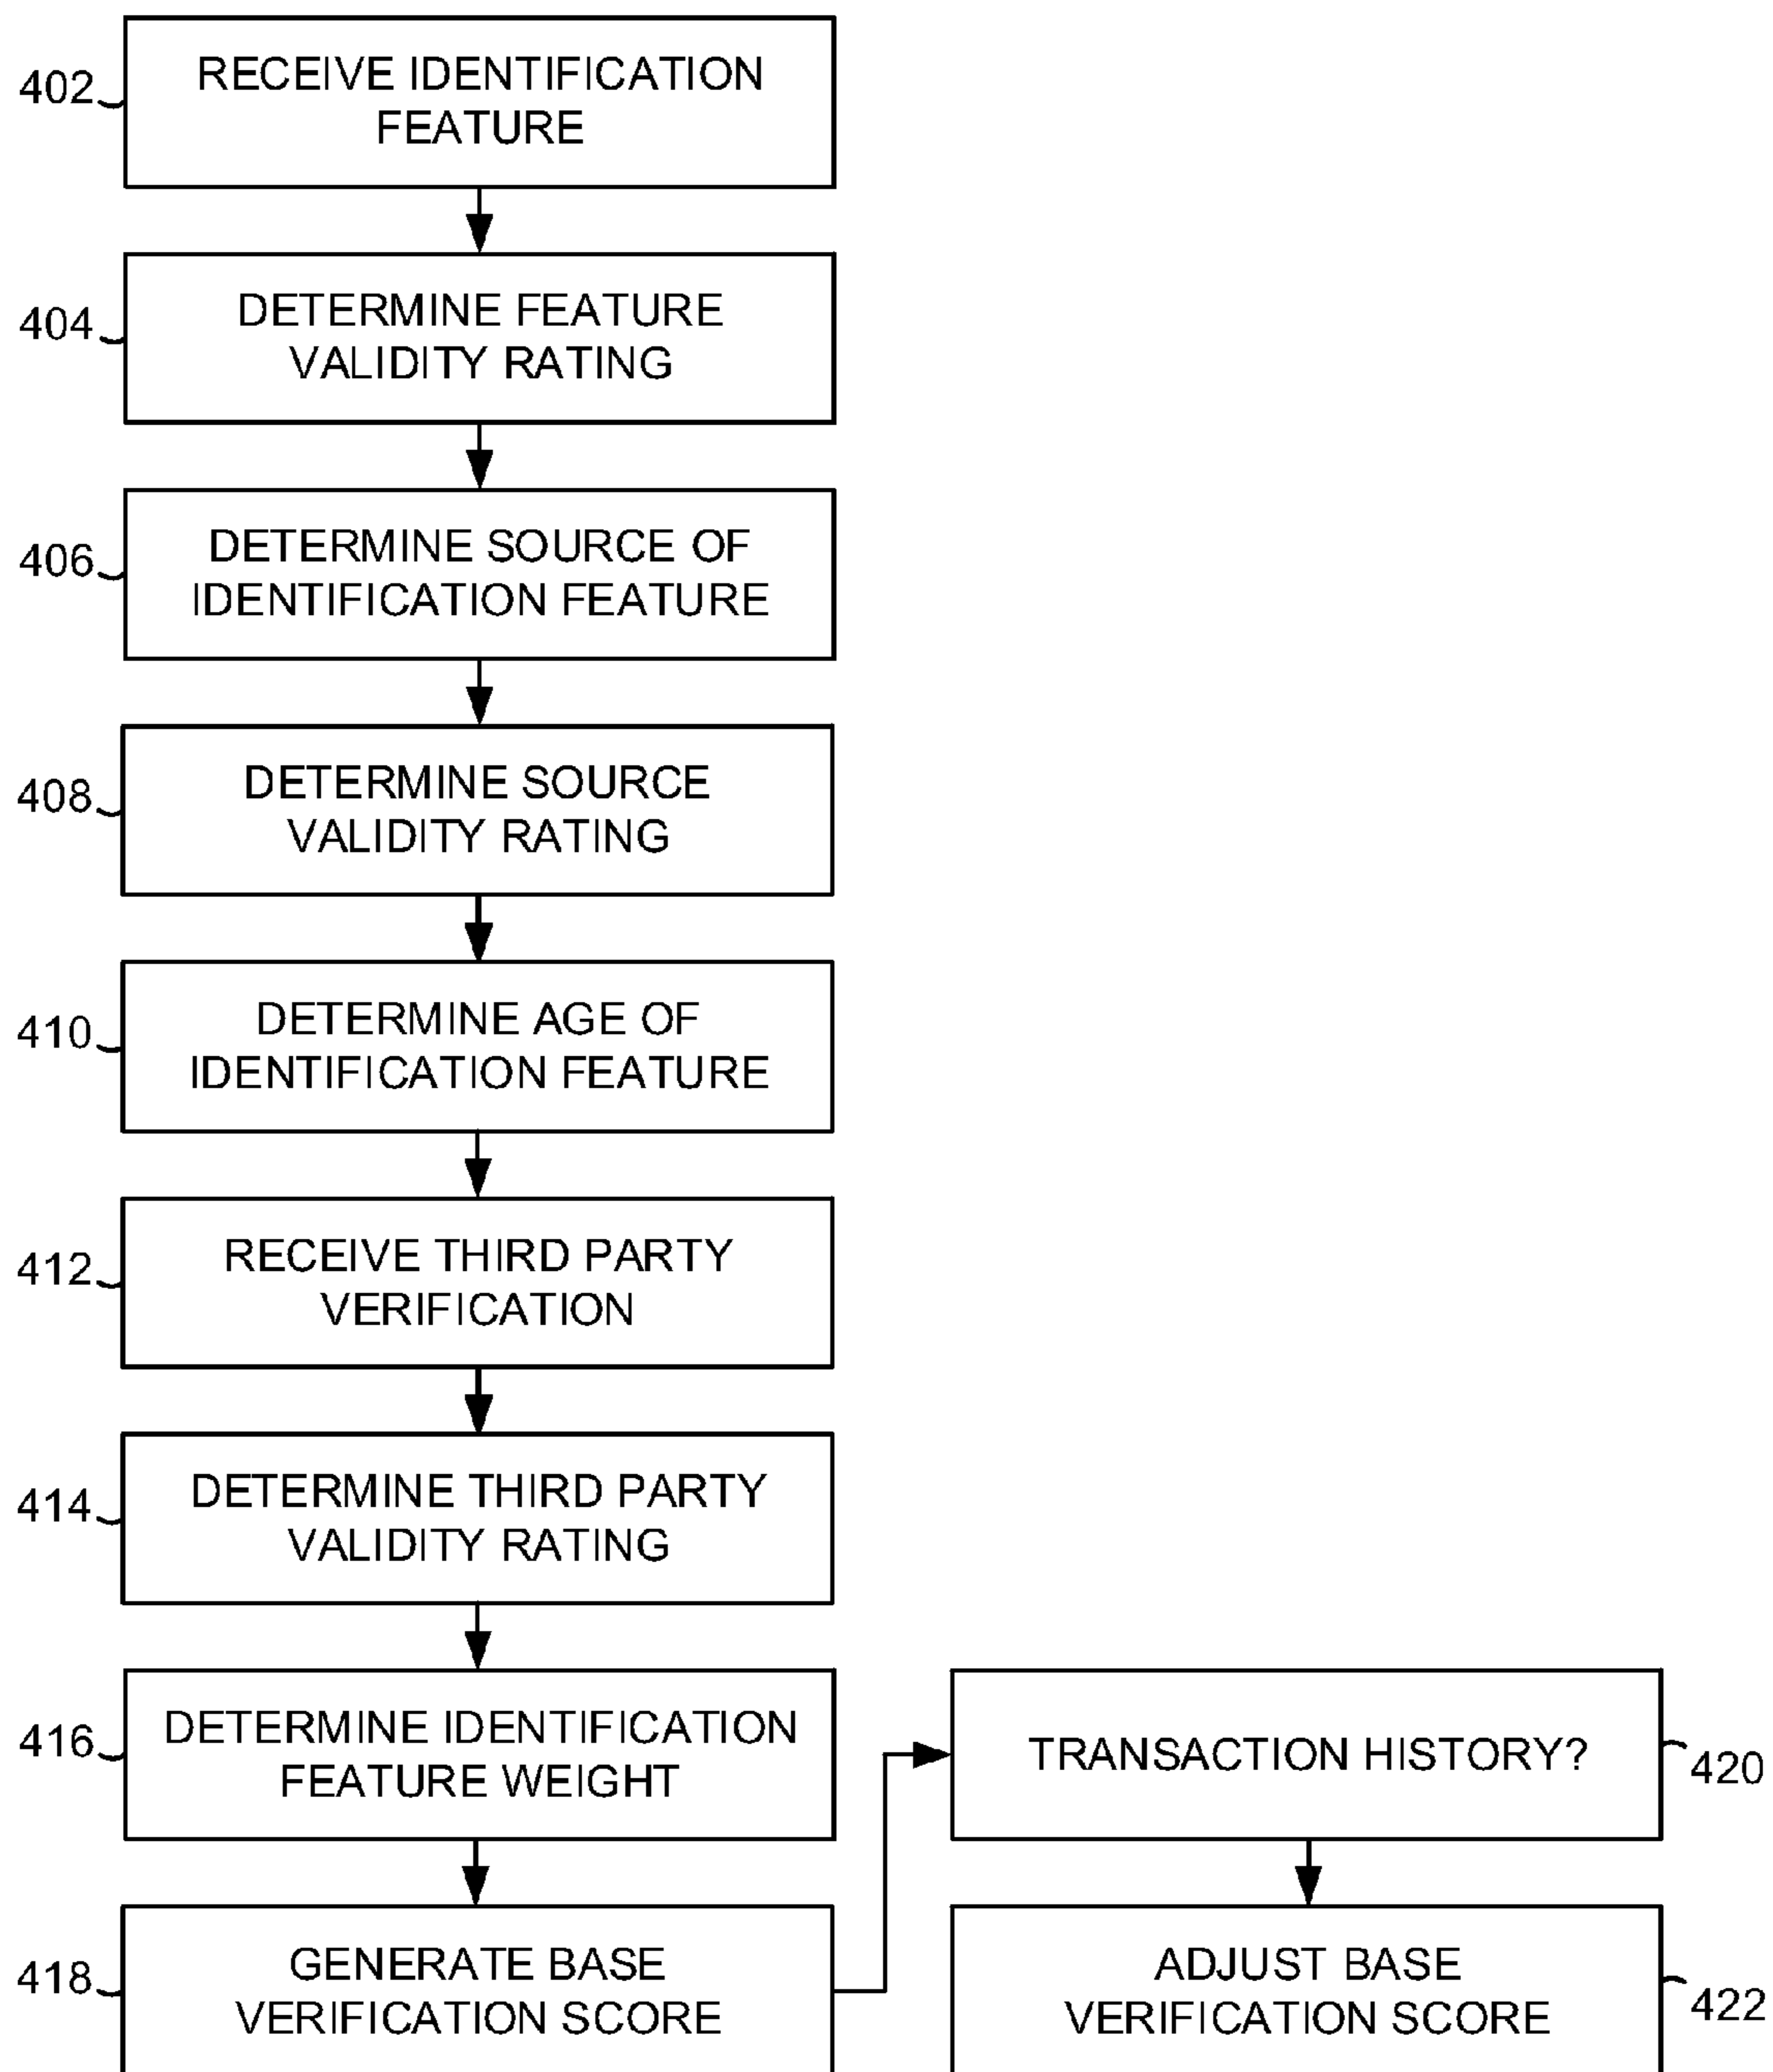 402
RECEIVE IDENTIFICATION
FEATURE
404
DETERMINE FEATURE
VALIDITY RATING
406
DETERMINE SOURCE OF
IDENTIFICATION FEATURE
408
DETERMINE SOURCE
VALIDITY RATING
410
DETERMINE AGE OF
IDENTIFICATION FEATURE
412
RECEIVE THIRD PARTY
VERIFICATION
414
DETERMINE THIRD PARTY
VALIDITY RATING
416
DETERMINE IDENTIFICATION
FEATURE WEIGHT
418
GENERATE BASE
VERIFICATION SCORE
TRANSACTION HISTORY?
420
ADJUST BASE
VERIFICATION SCORE
422